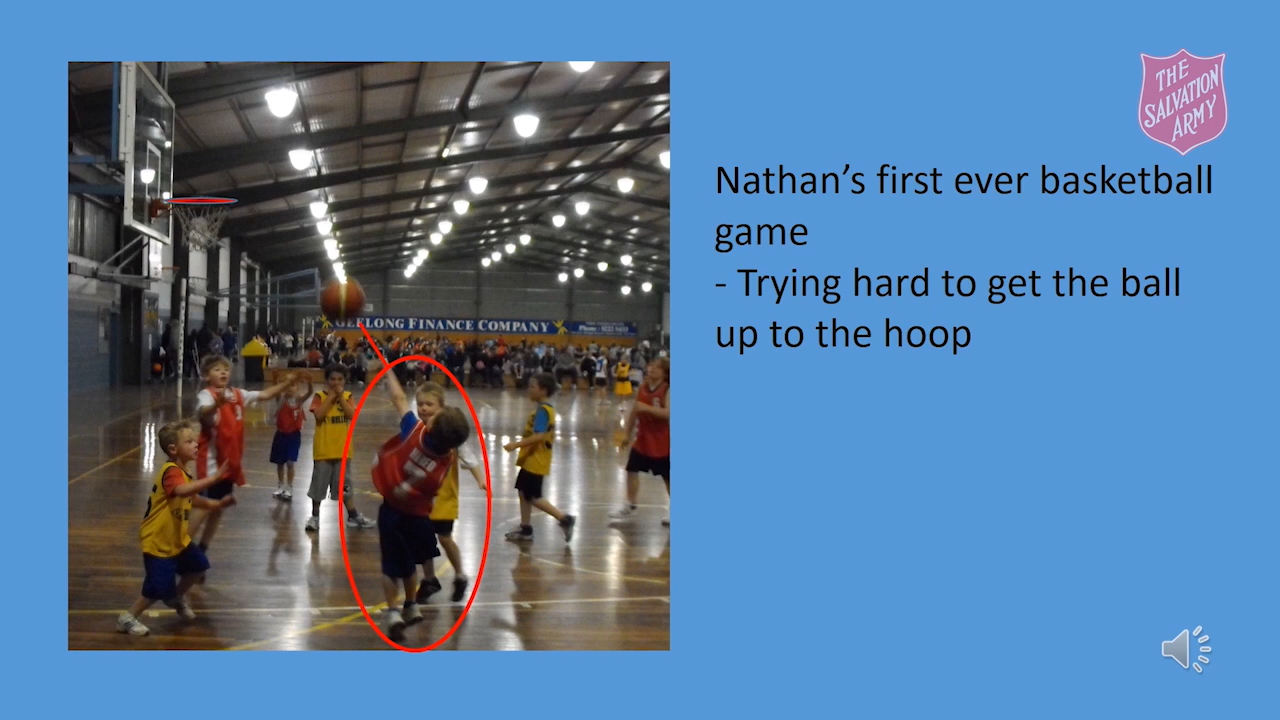 THE
SALVATION
ARMY
Nathan’s first ever basketball
game
- Trying hard to get the ball
up to the hoop
GEELONG FINANCE COMPANY